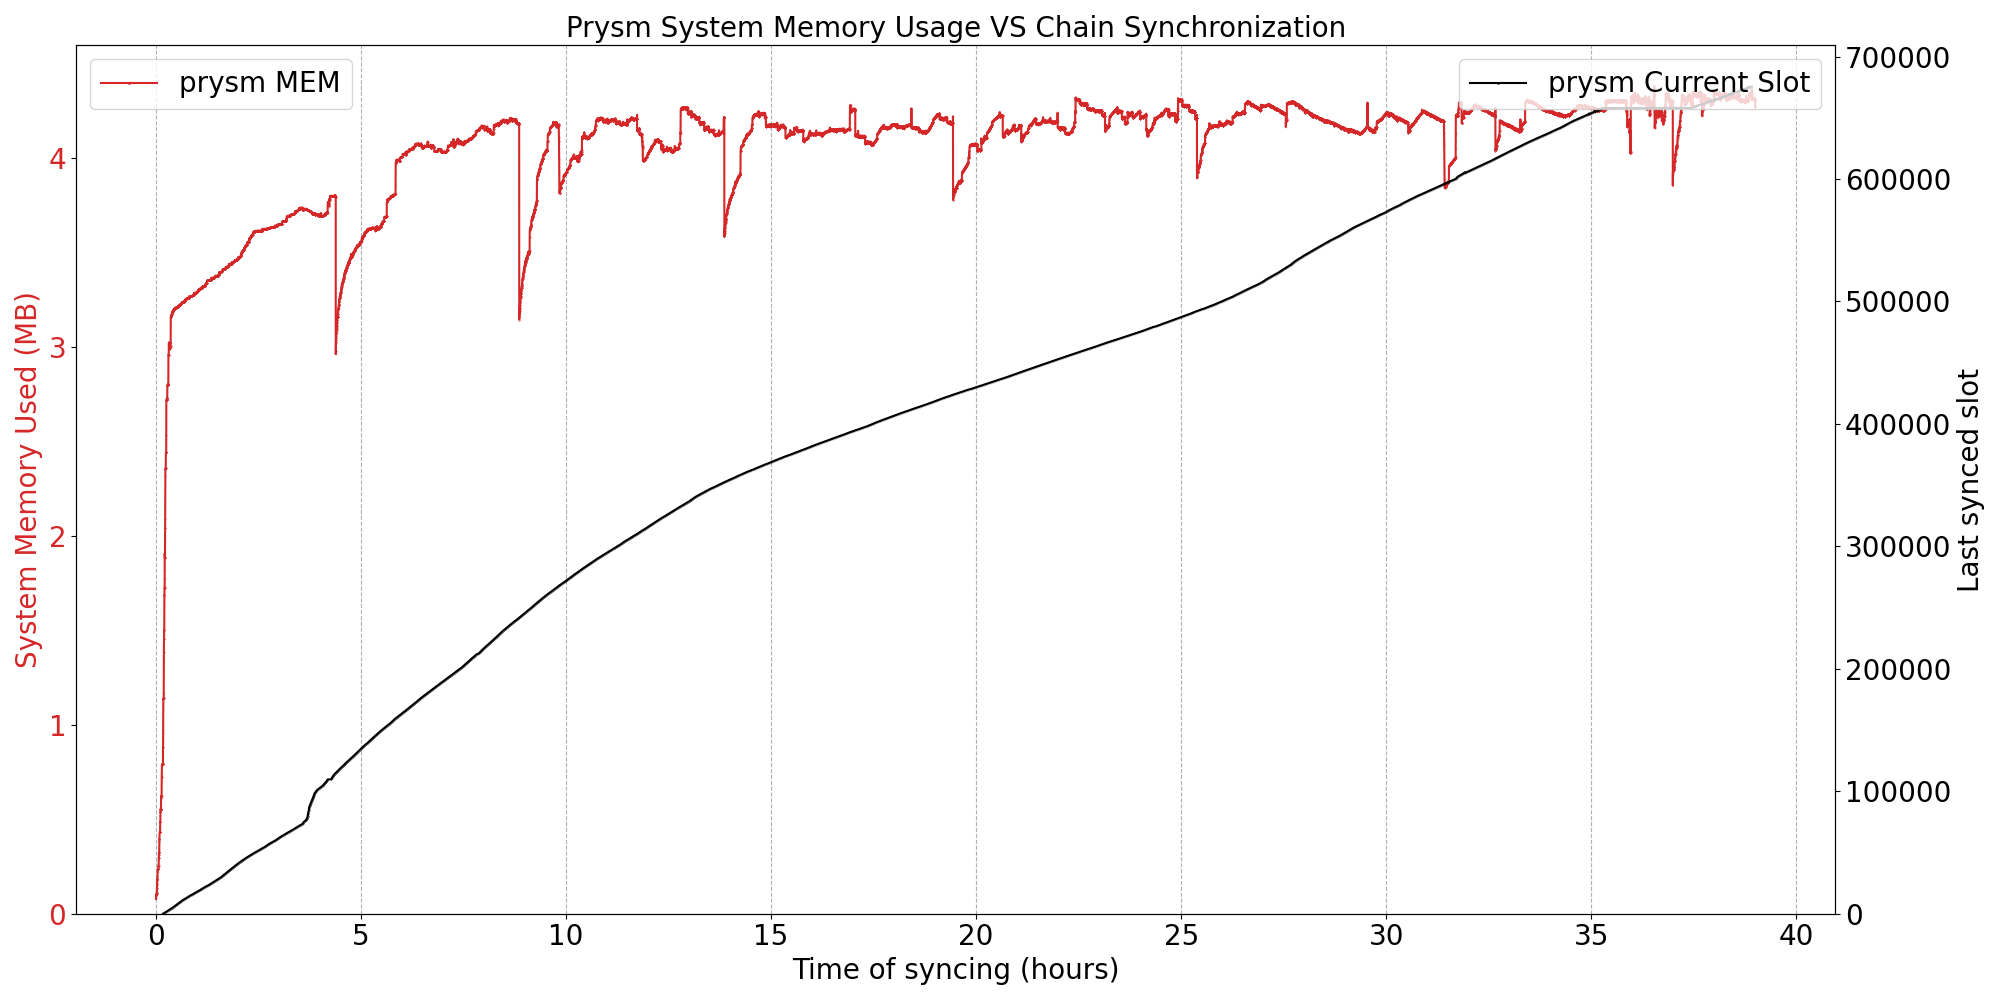 Prysm System Memory Usage VS Chain Synchronization
prysm MEM
prysm Current Slot
System Memory Used (MB)
4
3
2
1
0
700000
600000
500000
400000
300000
200000
100000
0
Last synced slot
0 5 10 15 20 25 30 35 40
Time of syncing (hours)